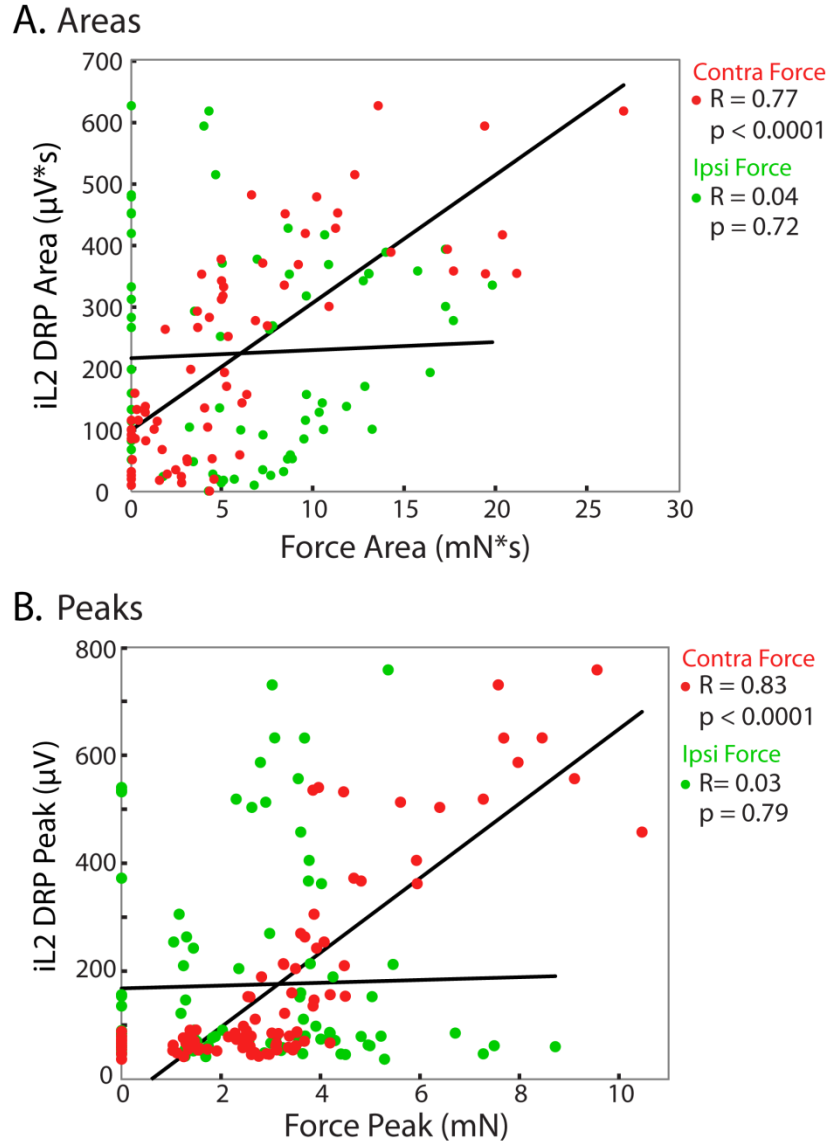 A. Areas
700
600
500
400
300
200
100
0
iL2 DRP Area (µV*s)
0 5 10 15 20 25 30
Force Area (mN*s)
Contra Force
R = 0.77
p < 0.0001
Ipsi Force
R = 0.04
p = 0.72
B. Peaks
800
600
400
200
0
iL2 DRP Peak (µV)
0 2 4 6 8 10
Force Peak (mN)
Contra Force
R = 0.83
p < 0.0001
Ipsi Force
R= 0.03
p = 0.79